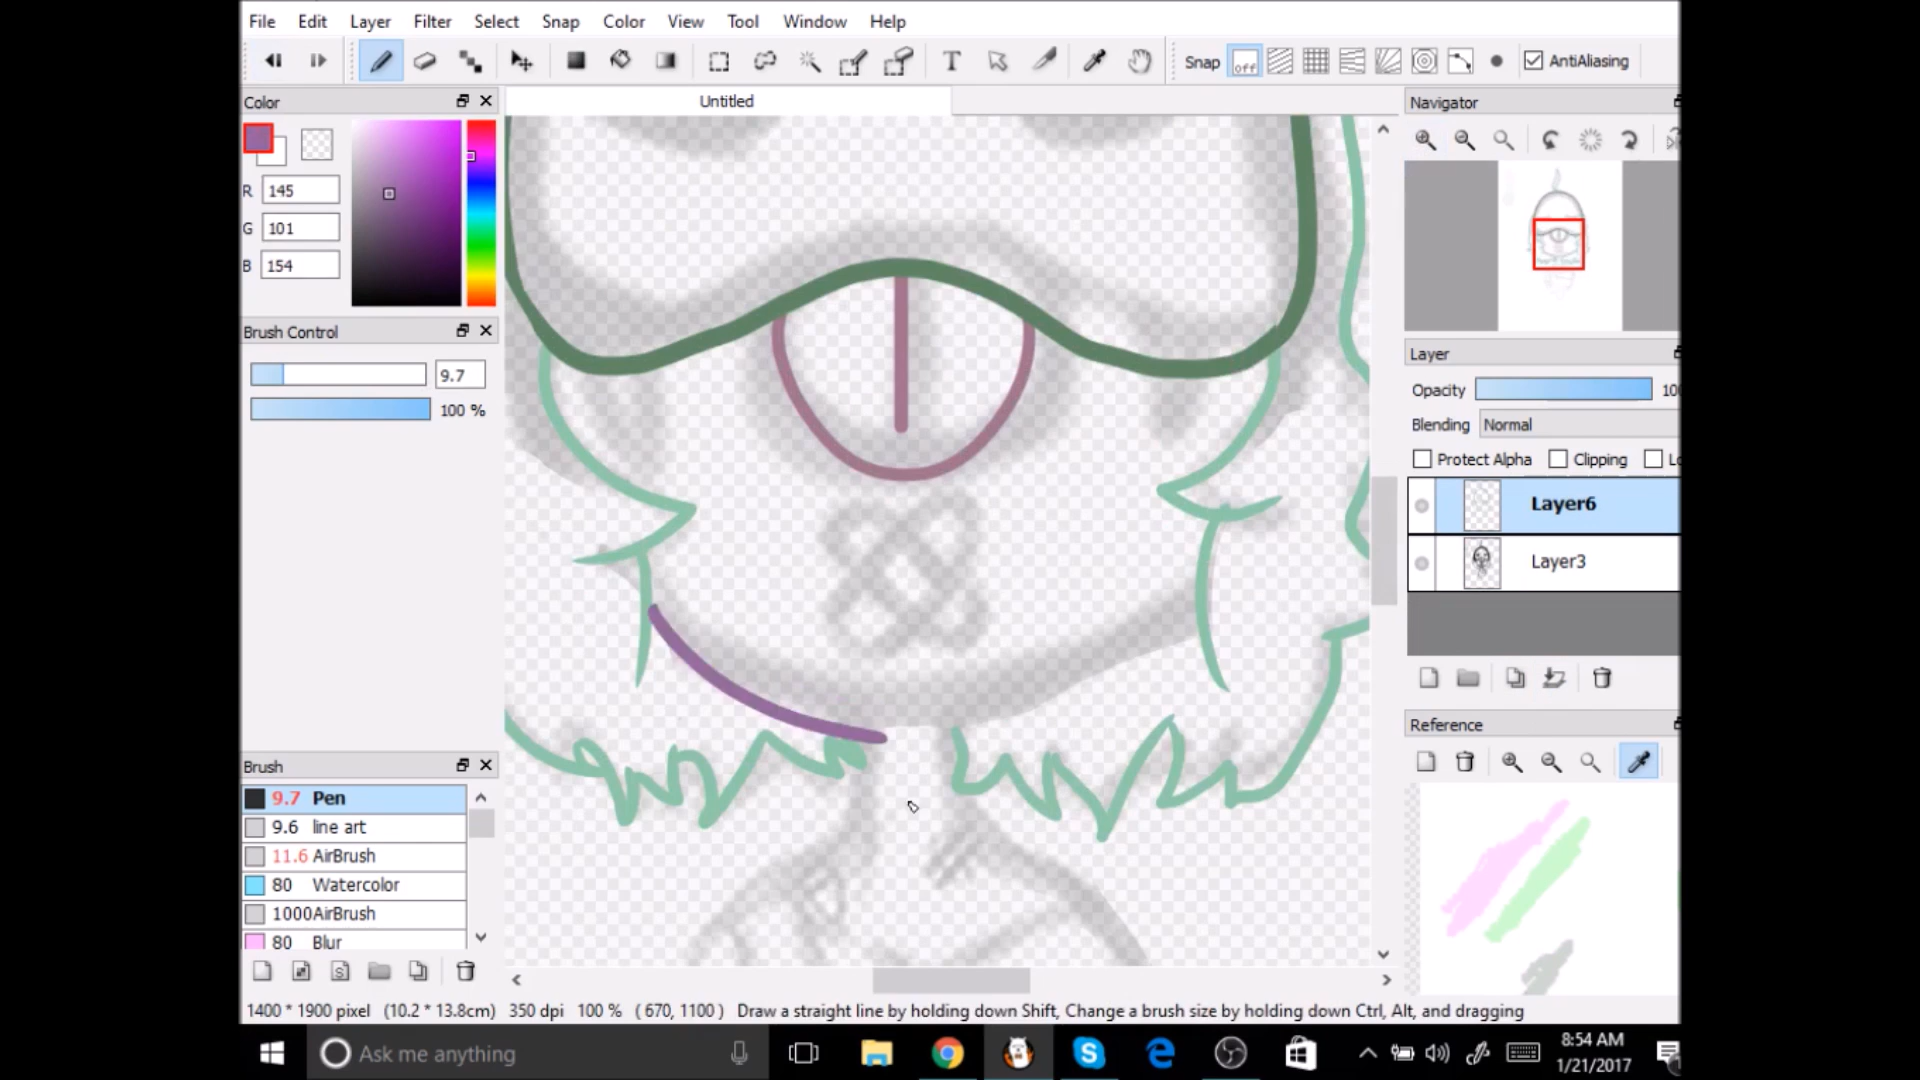 File Edit Layer Filter Select Snap Color View Tool Window Help
T Snap off AntiAliasing
Color
Untitled
Navigator
R 145
G 101
B 154
Brush Control
9.7
100 %
Layer
Opacity 100
Blending Normal
Protect Alpha Clipping Lo
Layer6
Layer3
Reference
Brush
9.7 Pen
9.6 line art
11.6 AirBrush
80 Watercolor
1000AirBrush
80 Blur
S
1400 * 1900 pixel (10.2 * 13.8cm) 350 dpi 100 % ( 670, 1100 ) Draw a straight line by holding down Shift, Change a brush size by holding down Ctrl, Alt, and dragging
Ask me anything
8:54 AM
1/21/2017